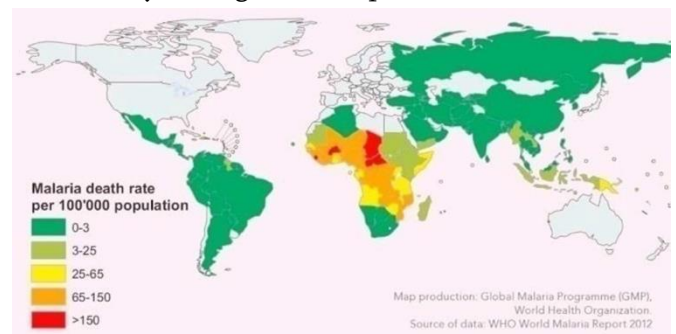 Malaria death rate
per 100'000 population
0-3
3-25
25-65
65-150
>150
Map production: Global Malaria Programme (GMP),
World Health Organization.
Source of data: WHO World Malaria Report 2012